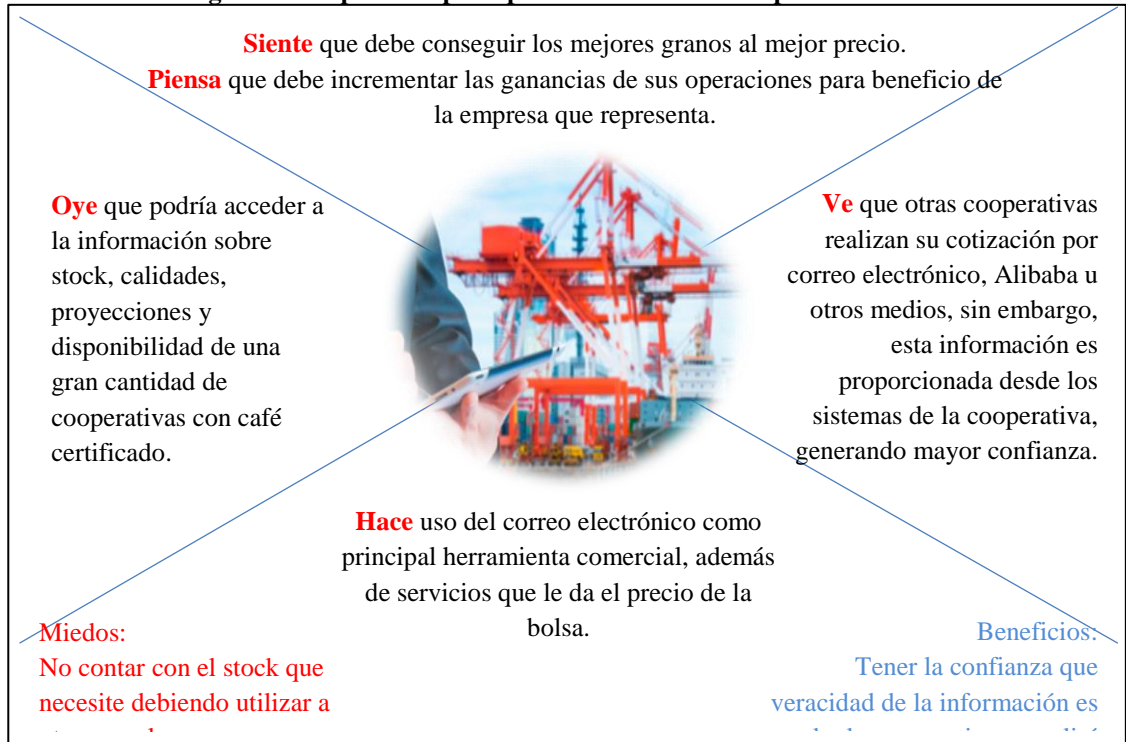 Siente que debe conseguir los mejores granos al mejor precio.
Piensa que debe incrementar las ganancias de sus operaciones para beneficio de
la empresa que representa.
Oye que podría acceder a
la información sobre
stock, calidades,
proyecciones y
disponibilidad de una
gran cantidad de
cooperativas con café
certificado.
Ve que otras cooperativas
realizan su cotización por
correo electrónico, Alibaba u
otros medios, sin embargo,
esta información es
proporcionada desde los
sistemas de la cooperativa,
generando mayor confianza.
Hace uso del correo electrónico como
principal herramienta comercial, además
de servicios que le da el precio de la
bolsa.
Miedos:
No contar con el stock que
necesite debiendo utilizar a
Beneficios:
Tener la confianza que
veracidad de la información es